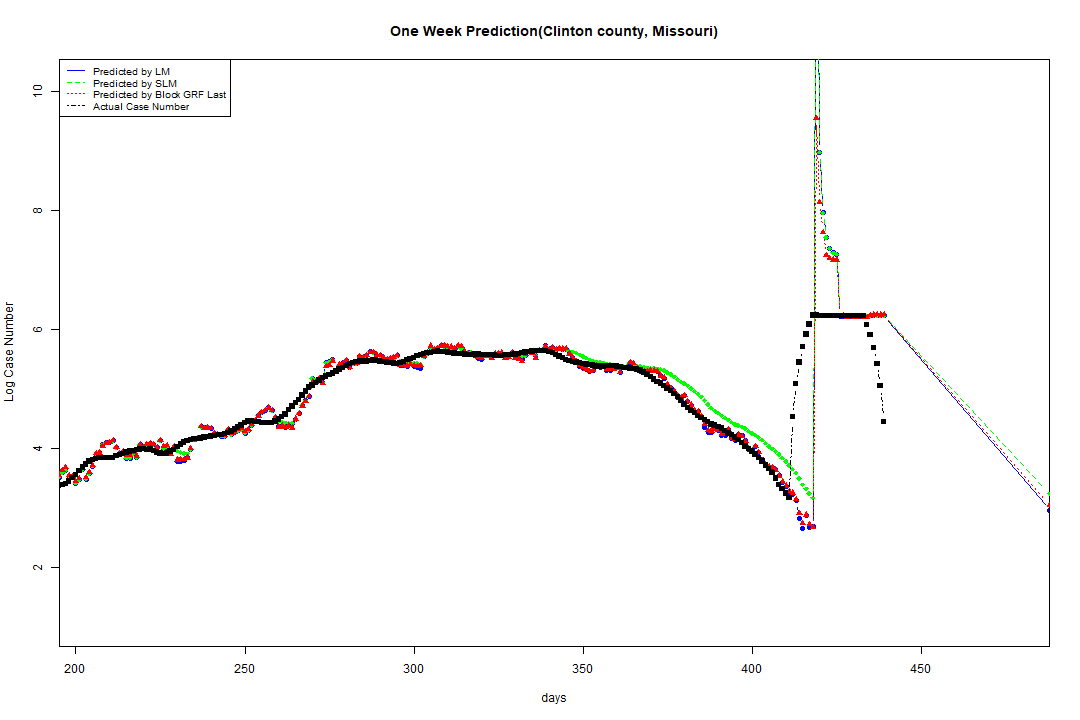 One Week Prediction(Clinton county, Missouri)
Predicted by LM
Predicted by SLM
Predicted by Block GRF Last
Actual Case Number
10
8
6
4
2
Log Case Number
200 250 300 350 400 450
days